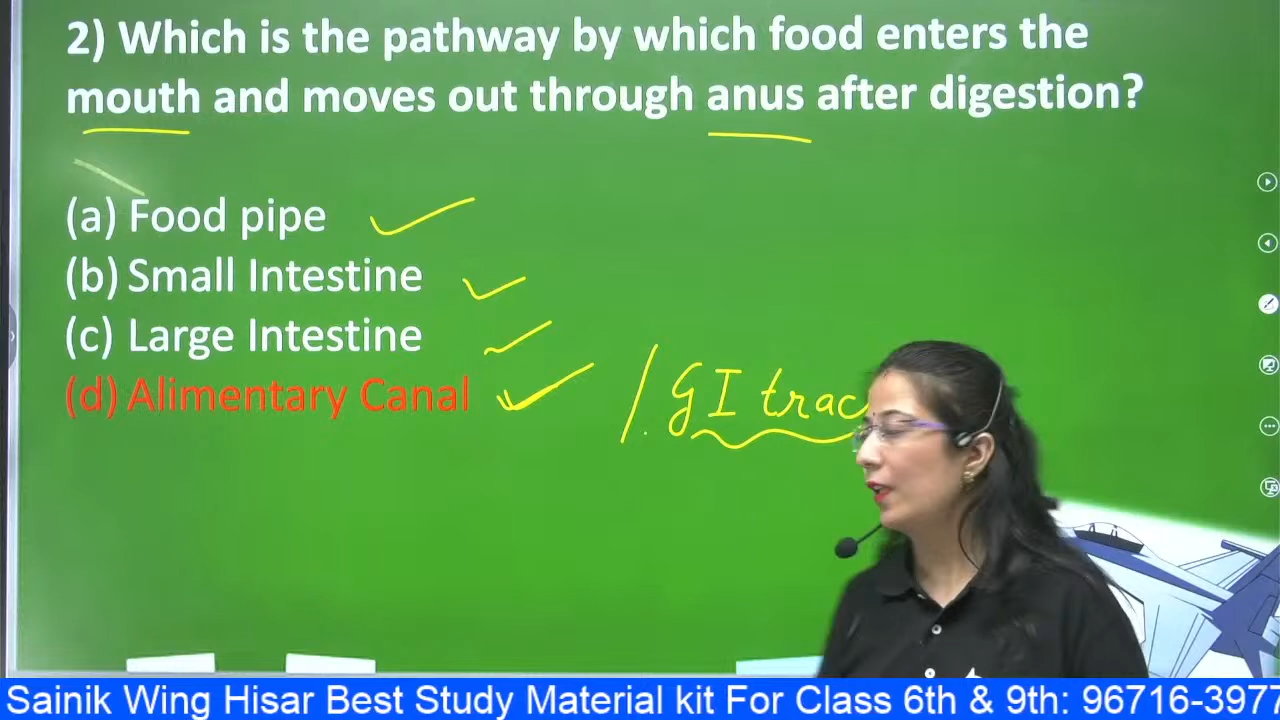 2) Which is the pathway by which food enters the
mouth and moves out through anus after digestion?
(a) Food pipe
(b) Small Intestine
(c) Large Intestine
(d) Alimentary Canal
/. GI trac
Sainik Wing Hisar Best Study Material kit For Class 6th & 9th: 96716-3977